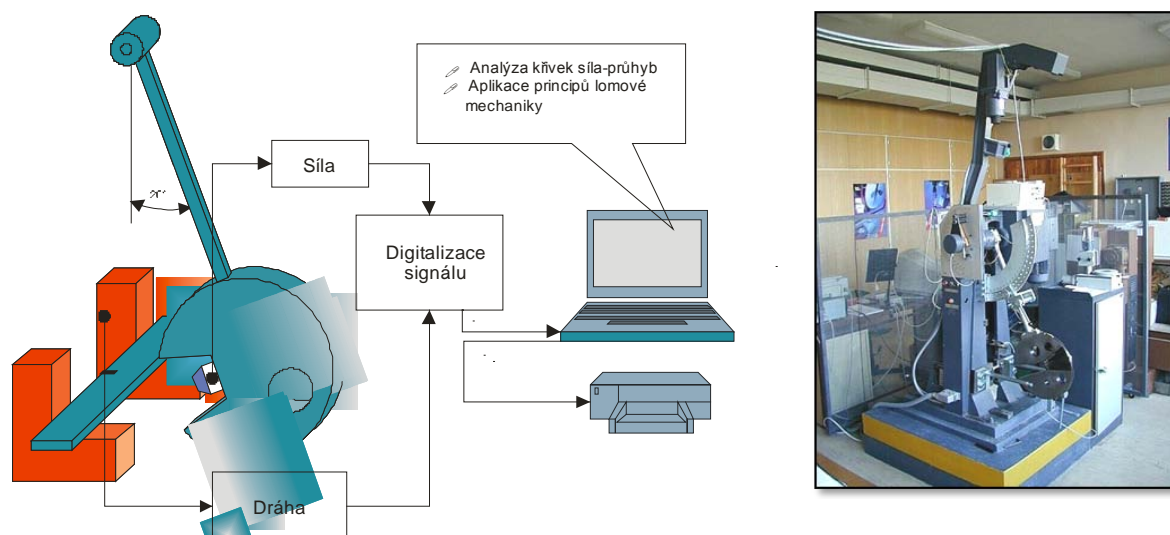 Analýza křivek síla-průhyb
Aplikace principů lomové
mechaniky
Síla
Digitalizace
signálu
Dráha